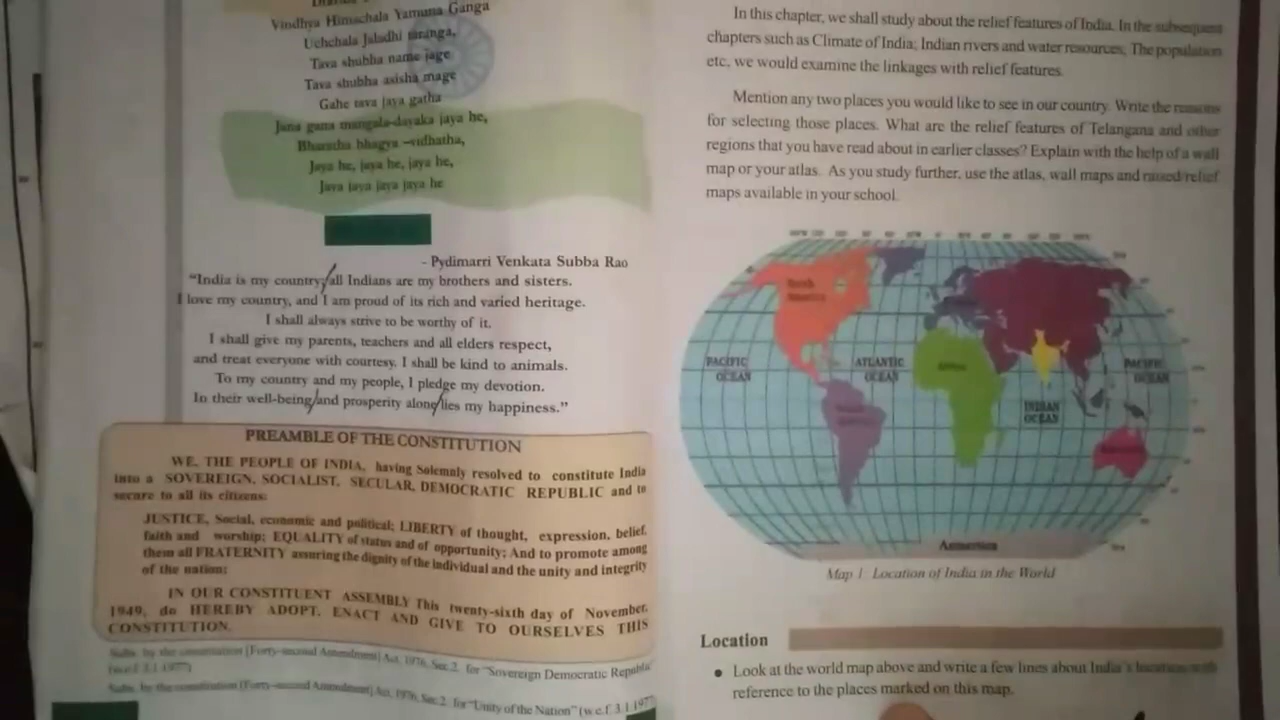 Vindhya Himachala Yamuna Ganga
Uchchala Jaladhi taranga,
Tava shubha name jage
Tava shubha asisha mage
Gahe tava jaya gatha
Jana gana mangala-dayaka jaya he,
Bharatha bhagya –vidhatha,
Jaya he, jaya he, jaya he,
Jaya jaya jaya jaya he
- Pydimarri Venkata Subba Rao
“India is my country; all Indians are my brothers and sisters.
I love my country, and I am proud of its rich and varied heritage.
I shall always strive to be worthy of it.
I shall give my parents, teachers and all elders respect,
and treat everyone with courtesy. I shall be kind to animals.
To my country and my people, I pledge my devotion.
In their well-being and prosperity alone lies my happiness.”
PREAMBLE OF THE CONSTITUTION
WE, THE PEOPLE OF INDIA, having Solemnly resolved to constitute India
into a SOVEREIGN, SOCIALIST, SECULAR, DEMOCRATIC REPUBLIC and to
secure to all its citizens:
JUSTICE, Social, economic and political; LIBERTY of thought, expression, belief,
faith and worship; EQUALITY of status and of opportunity; And to promote among
them all FRATERNITY assuring the dignity of the individual and the unity and integrity
of the nation;
IN OUR CONSTITUENT ASSEMBLY This twenty-sixth day of November,
1949, do HEREBY ADOPT, ENACT AND GIVE TO OURSELVES THIS
CONSTITUTION.
Subs. by the constitution [Forty-second Amendment] Act, 1976, Sec.2. for "Sovereign Democratic Republic
(w.e.f. 3.1.1977)
Subs. by the constitution [Forty-second Amendment] Act, 1976, Sec.2. for "Unity of the Nation" (w.e.f. 3.1.1977
In this chapter, we shall study about the relief features of India. In the subsequent
chapters such as Climate of India; Indian rivers and water resources, The population
etc, we would examine the linkages with relief features.
Mention any two places you would like to see in our country. Write the reasons
for selecting those places. What are the relief features of Telangana and other
regions that you have read about in earlier classes? Explain with the help of a wall
map or your atlas. As you study further, use the atlas, wall maps and raised/relief
maps available in your school.
North
America
PACIFIC
OCEAN
ATLANTIC
OCEAN
Africa
PACIFIC
OCEAN
INDIAN
OCEAN
South
America
Map 1: Location of India in the World
Location
• Look at the world map above and write a few lines about India's location with
reference to the places marked on this map.